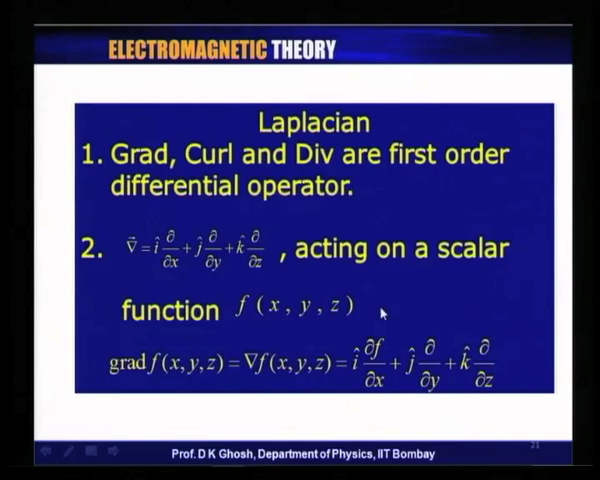 ELECTROMAGNETIC THEORY
Laplacian
1. Grad, Curl and Div are first order
differential operator.
2. ∇⃗ = î ∂/∂x + ĵ ∂/∂y + k̂ ∂/∂z , acting on a scalar
function f(x, y, z)
grad f(x,y,z) = ∇f(x,y,z) = î ∂f/∂x + ĵ ∂/∂y + k̂ ∂/∂z
Prof. D K Ghosh, Department of Physics, IIT Bombay
21